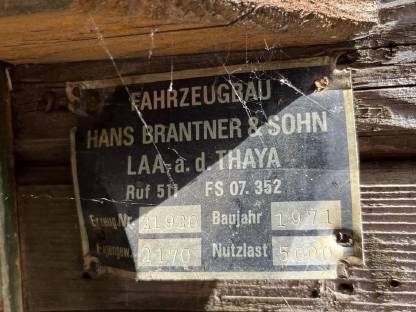 FAHRZEUGBAU
HANS BRANTNER & SOHN
LAA a. d. THAYA
Ruf 511 FS 07. 352
Erzeug.Nr. Baujahr 1971
Eigengew. 2170 Nutzlast 5000